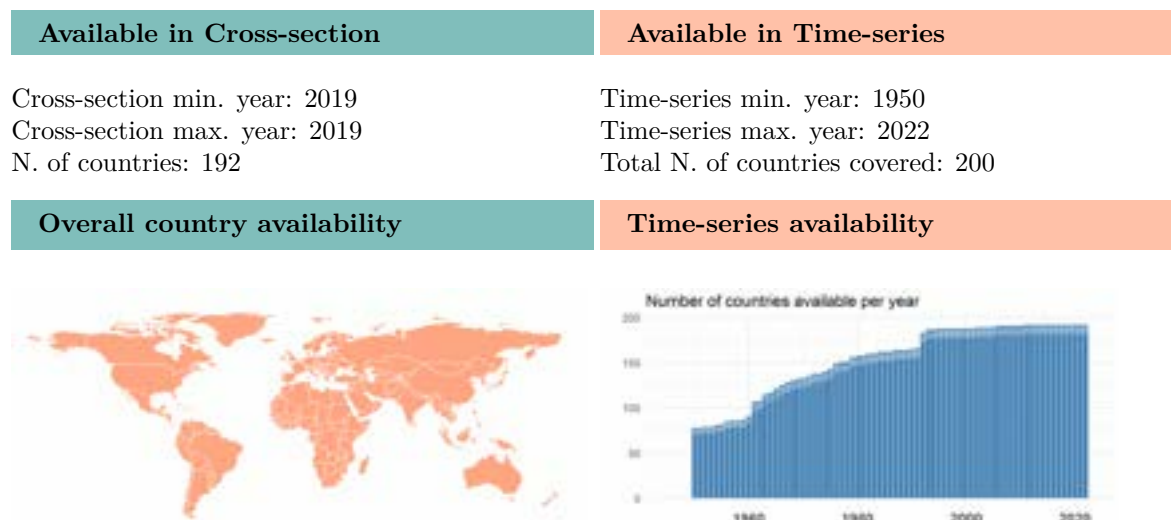 Available in Cross-section
Available in Time-series
Cross-section min. year: 2019
Cross-section max. year: 2019
N. of countries: 192
Time-series min. year: 1950
Time-series max. year: 2022
Total N. of countries covered: 200
Overall country availability
Time-series availability
Number of countries available per year
200
150
100
50
0
1960 1980 2000 2020